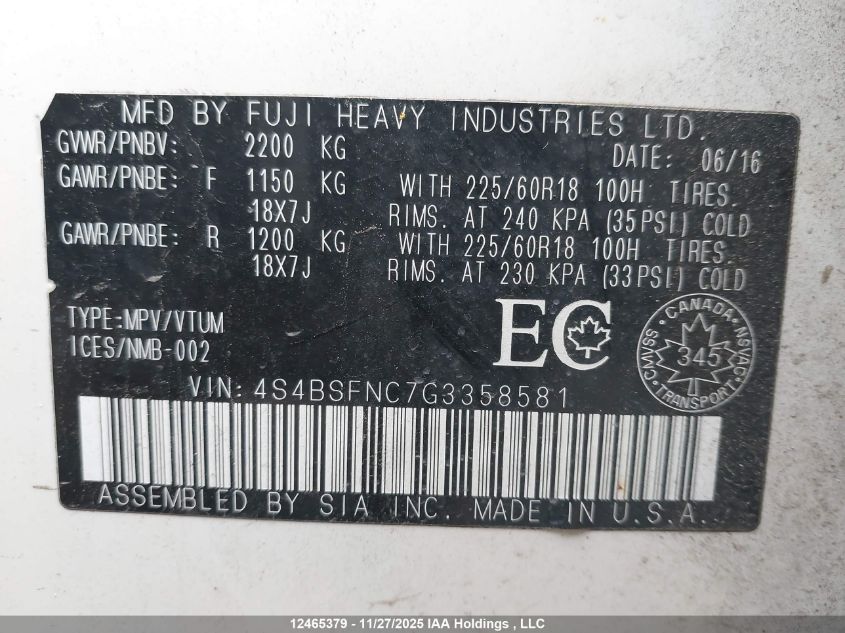 MFD BY FUJI HEAVY INDUSTRIES LTD.
GVWR/PNBV: 2200 KG DATE: 06/16
GAWR/PNBE: F 1150 KG WITH 225/60R18 100H TIRES.
18X7J RIMS. AT 240 KPA (35PSI) COLD
GAWR/PNBE: R 1200 KG WITH 225/60R18 100H TIRES.
18X7J RIMS. AT 230 KPA (33PSI) COLD
TYPE:MPV/VTUM
ICES/NMB-002
EC
CANADA
CMVSS 345 NSVAC
TRANSPORT
VIN: 4S4BSFNC7G3358581
ASSEMBLED BY SIA INC. MADE IN U.S.A.
12465379 - 11/27/2025 IAA Holdings , LLC